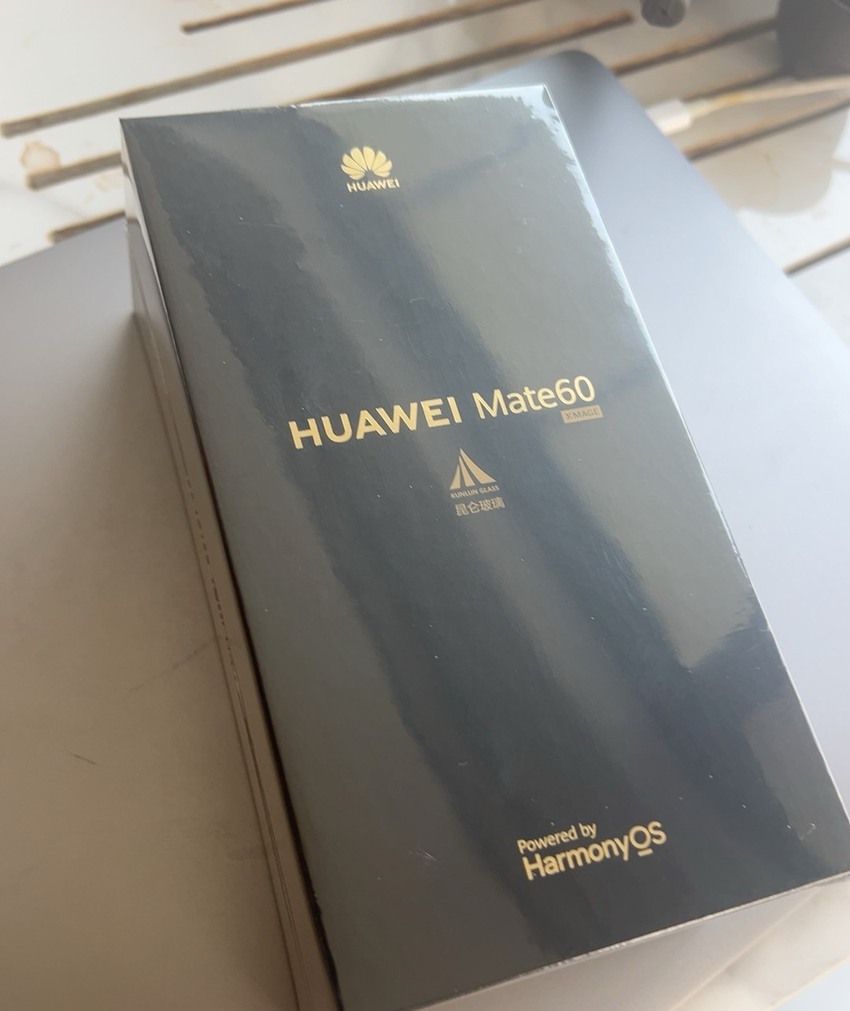 HUAWEI
HUAWEI Mate60
XMAGE
KUNLUN GLASS
昆仑玻璃
Powered by
HarmonyOS